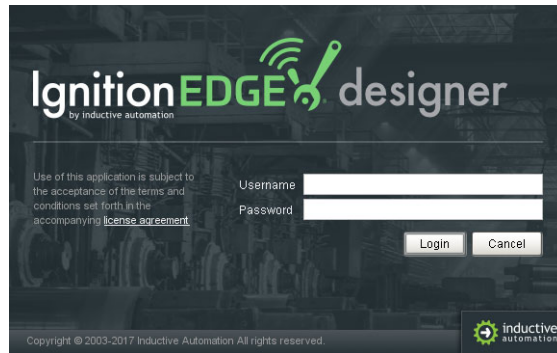 Ignition EDGE designer
by inductive automation
Use of this application is subject to
the acceptance of the terms and
conditions set forth in the
accompanying license agreement
Username
Password
Login Cancel
Copyright © 2003-2017 Inductive Automation All rights reserved.
inductive
automation